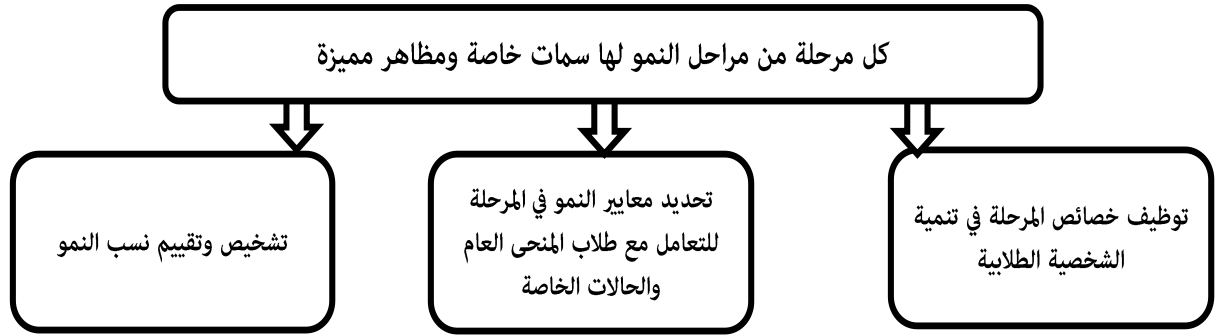 كل مرحلة من مراحل النمو لها سمات خاصة ومظاهر مميزة
توظيف خصائص المرحلة في تنمية
الشخصية الطلابية
تحديد معايير النمو في المرحلة
للتعامل مع طلاب المنحى العام
والحالات الخاصة
تشخيص وتقييم نسب النمو